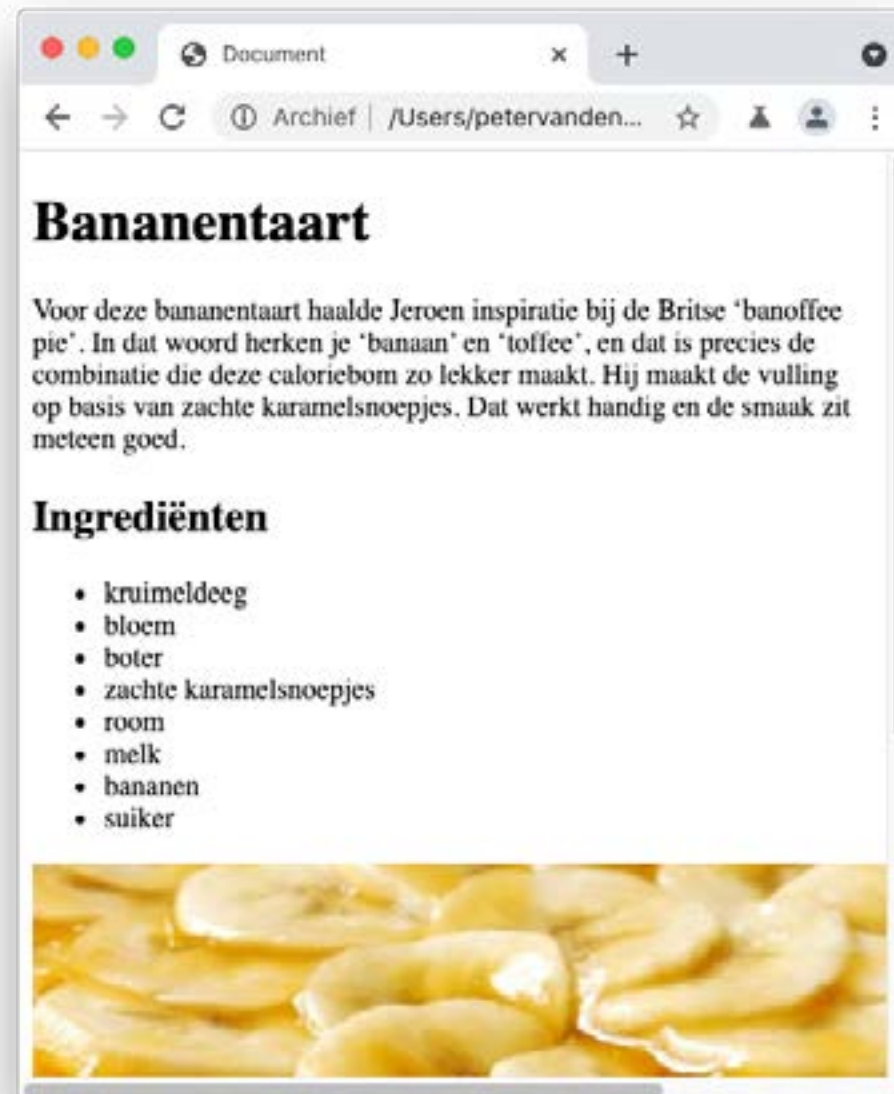 Document
Archief | /Users/petervanden...
Bananentaart
Voor deze bananentaart haalde Jeroen inspiratie bij de Britse ‘banoffee
pie’. In dat woord herken je ‘banaan’ en ‘toffee’, en dat is precies de
combinatie die deze caloriebom zo lekker maakt. Hij maakt de vulling
op basis van zachte karamelsnoepjes. Dat werkt handig en de smaak zit
meteen goed.
Ingrediënten
• kruimeldeeg
• bloem
• boter
• zachte karamelsnoepjes
• room
• melk
• bananen
• suiker